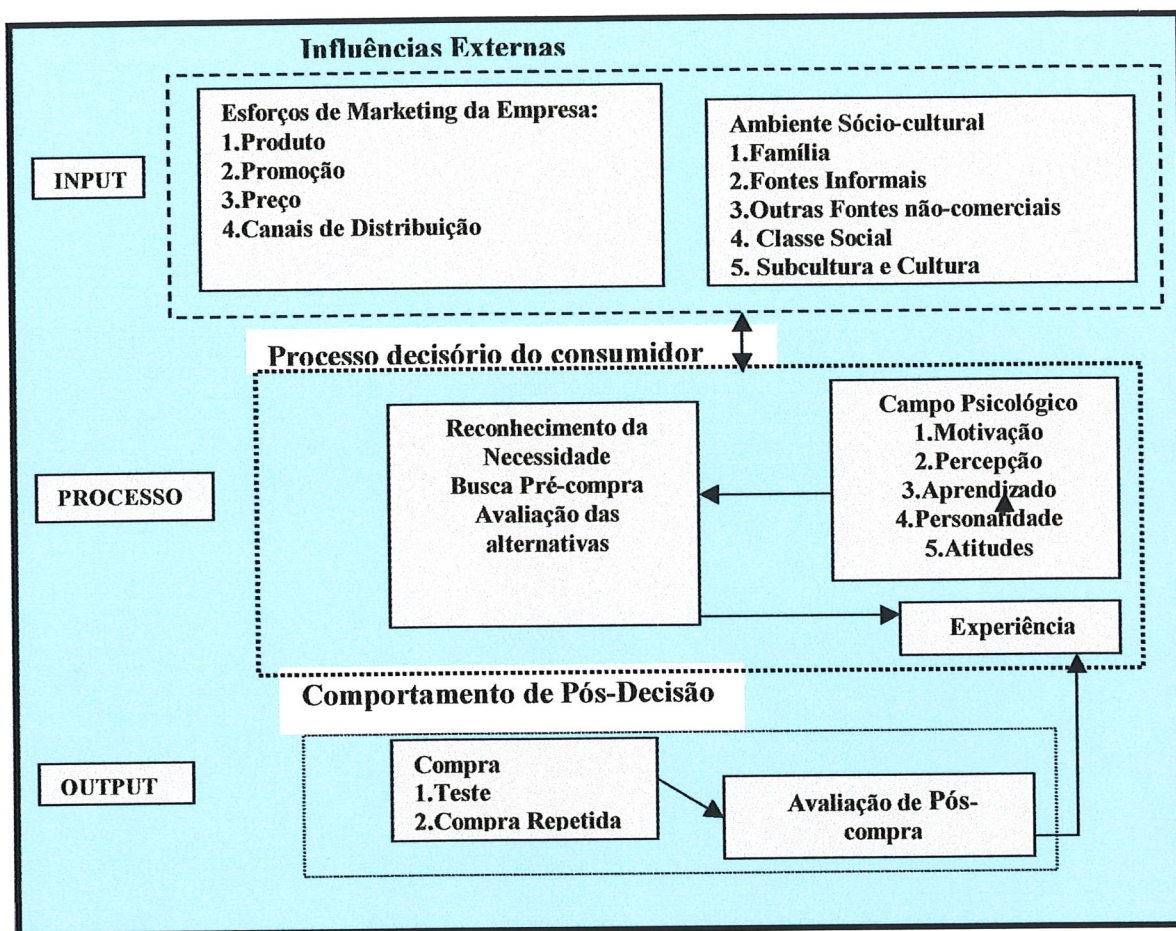 Influências Externas
INPUT
Esforços de Marketing da Empresa:
1.Produto
2.Promoção
3.Preço
4.Canais de Distribuição
Ambiente Sócio-cultural
1.Família
2.Fontes Informais
3.Outras Fontes não-comerciais
4. Classe Social
5. Subcultura e Cultura
Processo decisório do consumidor
PROCESSO
Reconhecimento da
Necessidade
Busca Pré-compra
Avaliação das
alternativas
Campo Psicológico
1.Motivação
2.Percepção
3.Aprendizado
4.Personalidade
5.Atitudes
Experiência
Comportamento de Pós-Decisão
OUTPUT
Compra
1.Teste
2.Compra Repetida
Avaliação de Pós-
compra